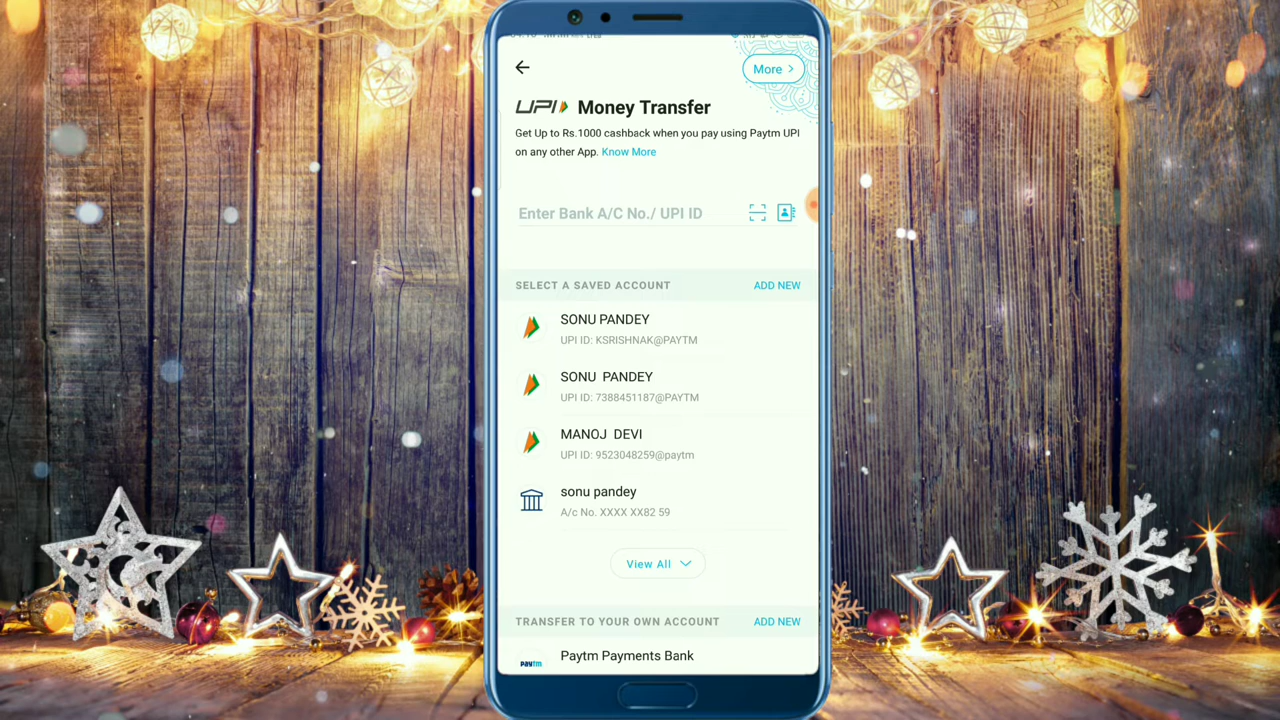 More >
UPI Money Transfer
Get Up to Rs.1000 cashback when you pay using Paytm UPI
on any other App. Know More
Enter Bank A/C No./ UPI ID
SELECT A SAVED ACCOUNT ADD NEW
SONU PANDEY
UPI ID: KSRISHNAK@PAYTM
SONU PANDEY
UPI ID: 7388451187@PAYTM
MANOJ DEVI
UPI ID: 9523048259@paytm
sonu pandey
A/c No. XXXX XX82 59
View All
TRANSFER TO YOUR OWN ACCOUNT ADD NEW
paytm Paytm Payments Bank